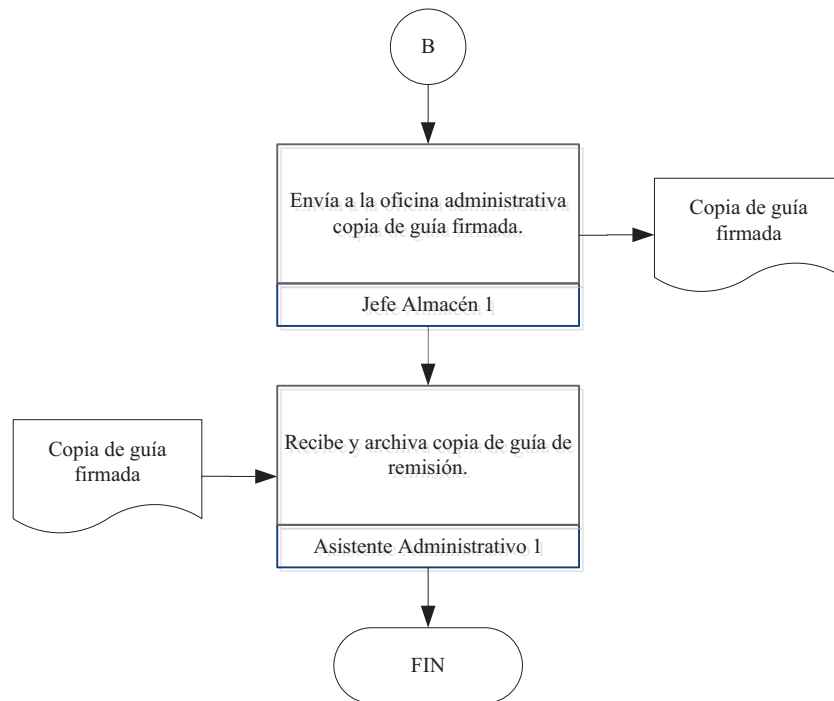 B
Envía a la oficina administrativa
copia de guía firmada.
Copia de guía
firmada
Jefe Almacén 1
Copia de guía
firmada
Recibe y archiva copia de guía de
remisión.
Asistente Administrativo 1
FIN